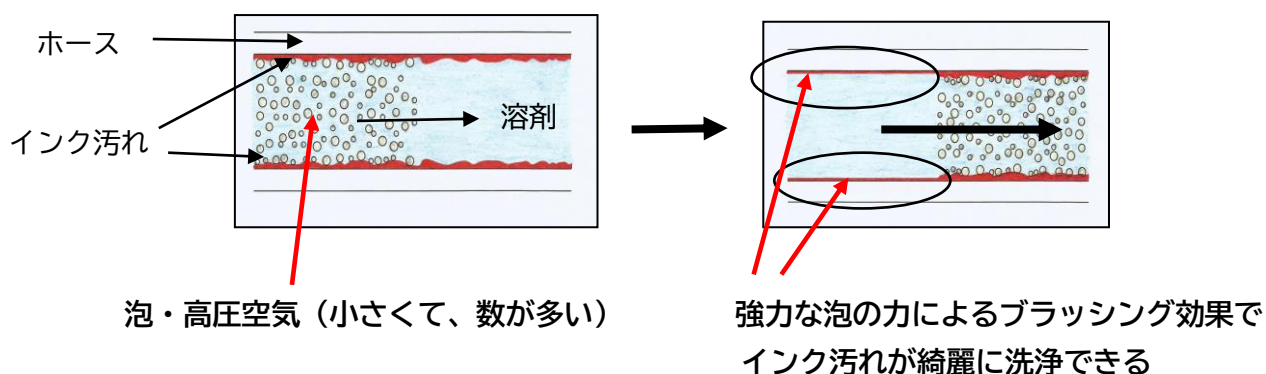 ホース
インク汚れ
溶剤
泡・高圧空気（小さくて、数が多い）
強力な泡の力によるブラッシング効果で
インク汚れが綺麗に洗浄できる